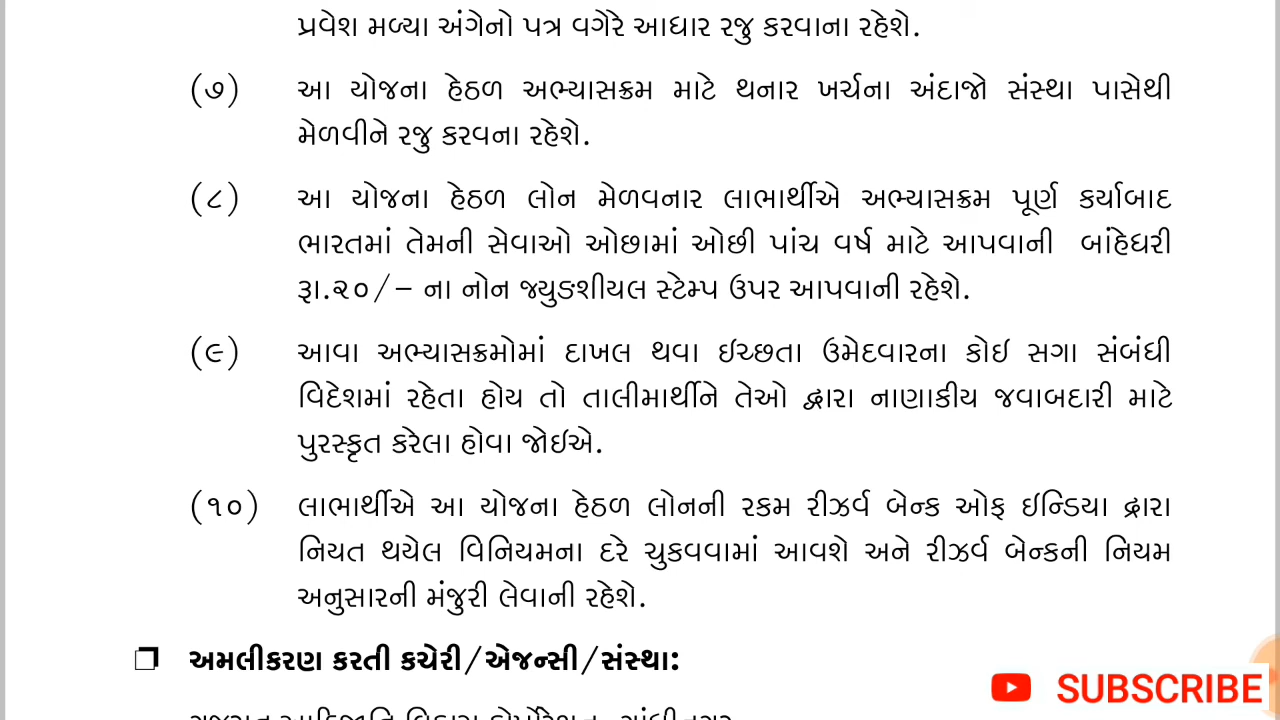 પ્રવેશ મળ્યા અંગેનો પત્ર વગેરે આધાર રજુ કરવાના રહેશે.
(૭) આ યોજના હેઠળ અભ્યાસક્રમ માટે થનાર ખર્ચના અંદાજો સંસ્થા પાસેથી
મેળવીને રજુ કરવના રહેશે.
(૮) આ યોજના હેઠળ લોન મેળવનાર લાભાર્થીએ અભ્યાસક્રમ પૂર્ણ કર્યાબાદ
ભારતમાં તેમની સેવાઓ ઓછામાં ઓછી પાંચ વર્ષ માટે આપવાની બાંહેધરી
રૂા.૨૦/- ના નોન જ્યુડશીયલ સ્ટેમ્પ ઉપર આપવાની રહેશે.
(૯) આવા અભ્યાસક્રમોમાં દાખલ થવા ઈચ્છતા ઉમેદવારના કોઇ સગા સંબંધી
વિદેશમાં રહેતા હોય તો તાલીમાર્થીને તેઓ દ્વારા નાણાકીય જવાબદારી માટે
પુરસ્કૃત કરેલા હોવા જોઈએ.
(૧૦) લાભાર્થીએ આ યોજના હેઠળ લોનની રકમ રીઝર્વ બેન્ક ઓફ ઈન્ડિયા દ્રારા
નિયત થયેલ વિનિયમના દરે ચુકવવામાં આવશે અને રીઝર્વ બેન્કની નિયમ
અનુસારની મંજુરી લેવાની રહેશે.
❐ અમલીકરણ કરતી કચેરી/એજન્સી/સંસ્થા:
SUBSCRIBE